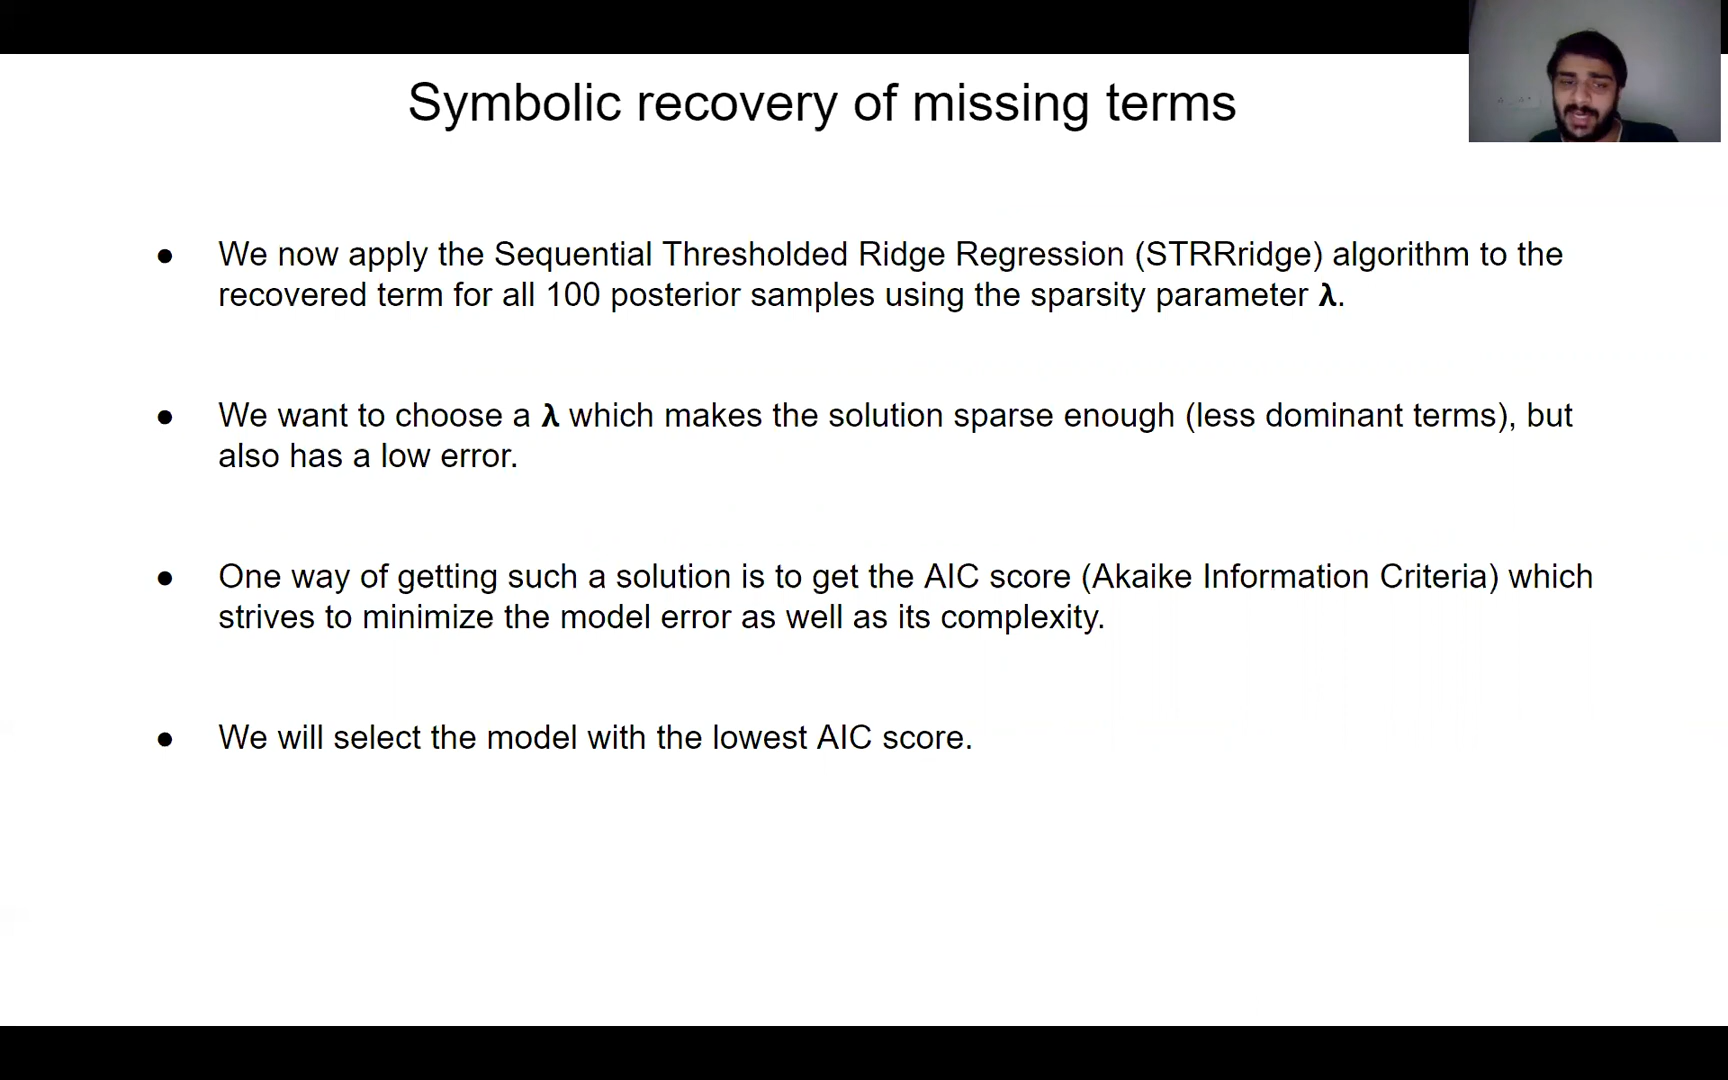 Symbolic recovery of missing terms
● We now apply the Sequential Thresholded Ridge Regression (STRRridge) algorithm to the
recovered term for all 100 posterior samples using the sparsity parameter λ.
● We want to choose a λ which makes the solution sparse enough (less dominant terms), but
also has a low error.
● One way of getting such a solution is to get the AIC score (Akaike Information Criteria) which
strives to minimize the model error as well as its complexity.
● We will select the model with the lowest AIC score.